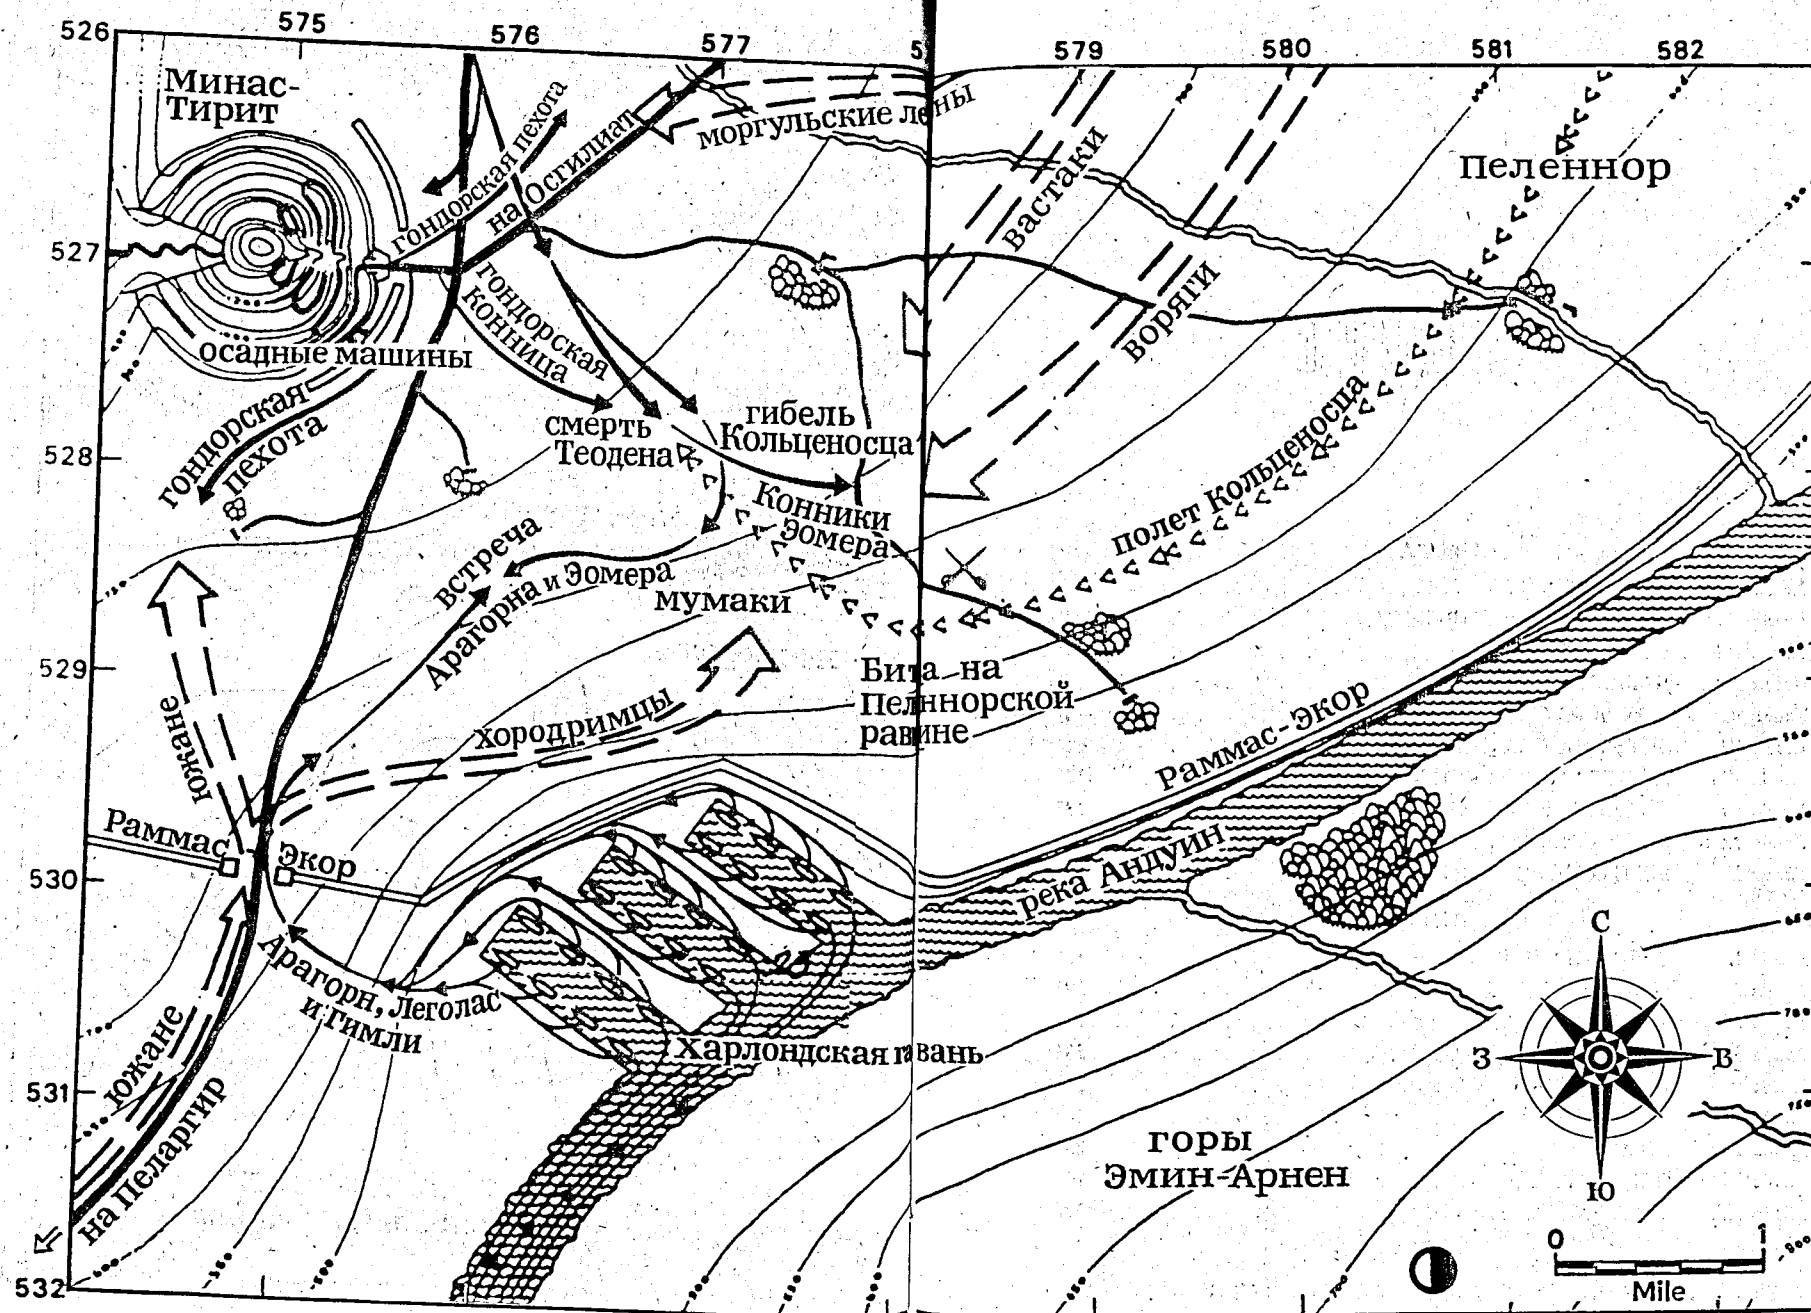 575
576
577
579
580
581
582
526
527
528
529
530
531
532
Минас-
Тирит
гондорская пехота
на Осгилиат
моргульские лены
вастаки
воряги
Пеленнор
осадные машины
гондорская
конница
гондорская
пехота
смерть
Теодена
гибель
Кольценосца
Конники
Эомера
полет Кольценосца
встреча
Арагорна и Эомера
мумаки
Бита на
Пелннорской
равине
южане
хородримцы
Раммас-Экор
Раммас
Экор
река Андуин
Арагорн, Леголас
и Гимли
Харлондская гавань
южане
на Пеларгир
горы
Эмин-Арнен
С
З
В
Ю
0
1
Mile